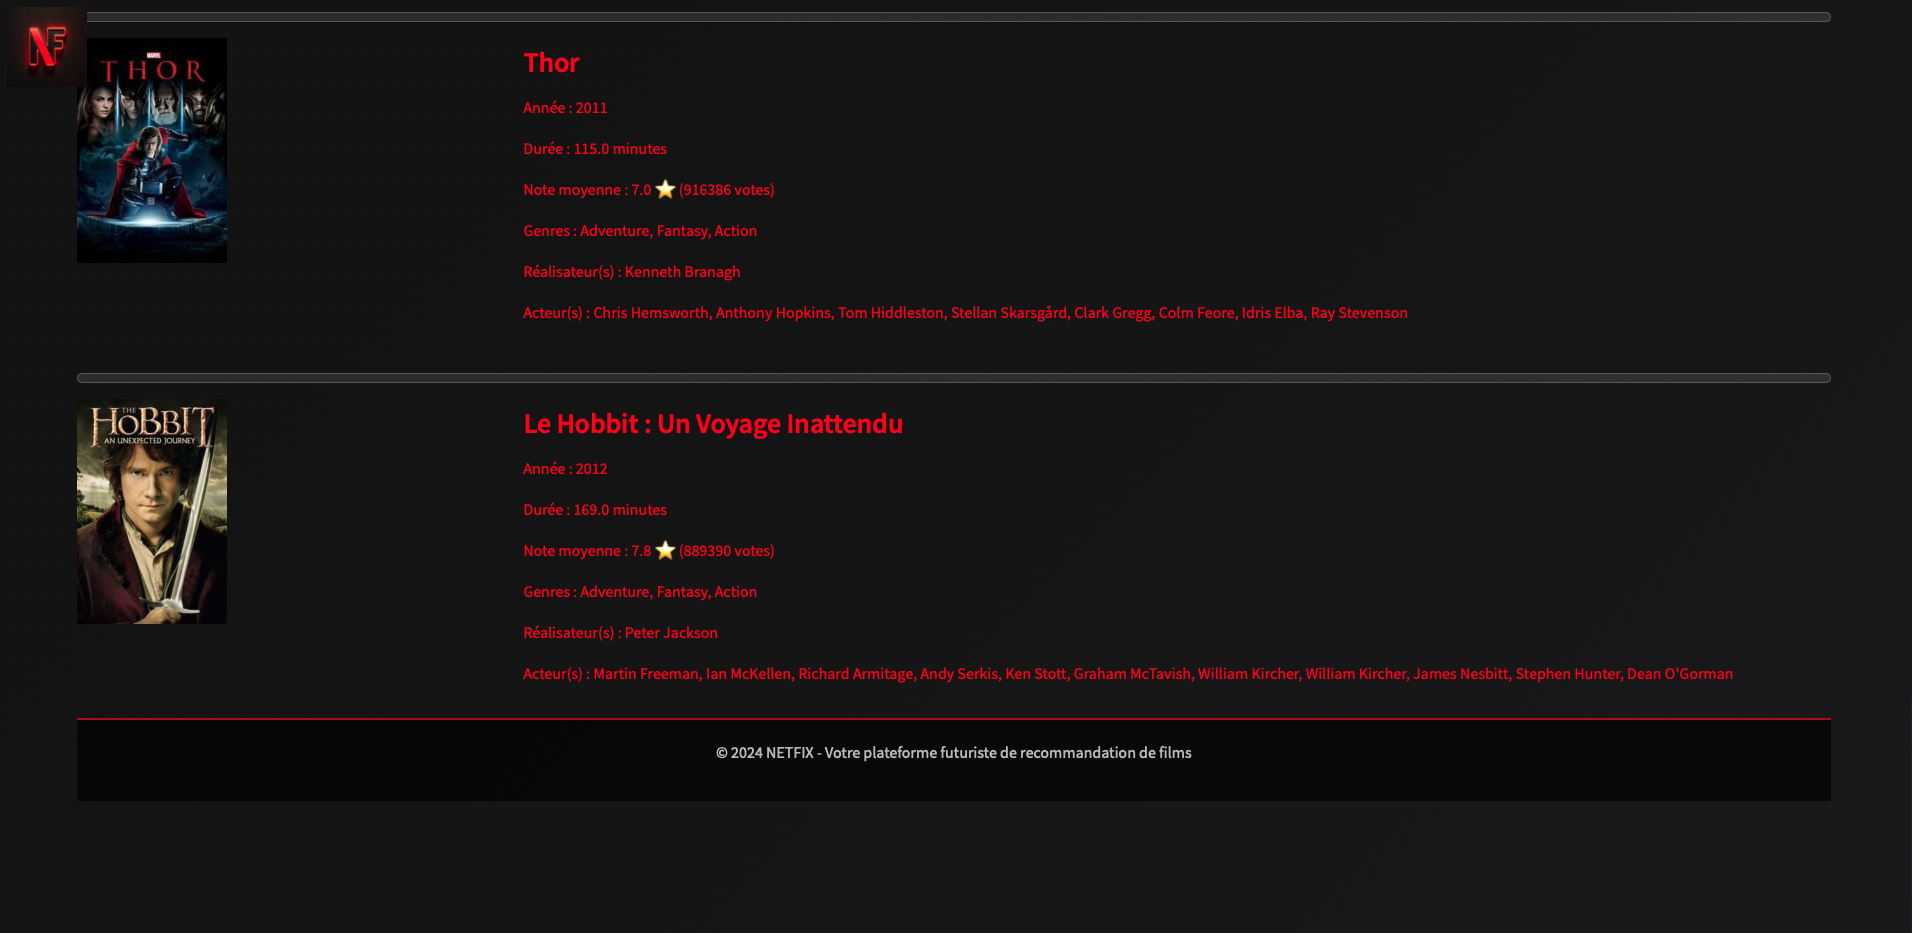 NF
MARVEL
THOR
Thor
Année : 2011
Durée : 115.0 minutes
Note moyenne : 7.0 ⭐ (916386 votes)
Genres : Adventure, Fantasy, Action
Réalisateur(s) : Kenneth Branagh
Acteur(s) : Chris Hemsworth, Anthony Hopkins, Tom Hiddleston, Stellan Skarsgård, Clark Gregg, Colm Feore, Idris Elba, Ray Stevenson
THE
HOBBIT
AN UNEXPECTED JOURNEY
Le Hobbit : Un Voyage Inattendu
Année : 2012
Durée : 169.0 minutes
Note moyenne : 7.8 ⭐ (889390 votes)
Genres : Adventure, Fantasy, Action
Réalisateur(s) : Peter Jackson
Acteur(s) : Martin Freeman, Ian McKellen, Richard Armitage, Andy Serkis, Ken Stott, Graham McTavish, William Kircher, William Kircher, James Nesbitt, Stephen Hunter, Dean O'Gorman
© 2024 NETFIX - Votre plateforme futuriste de recommandation de films